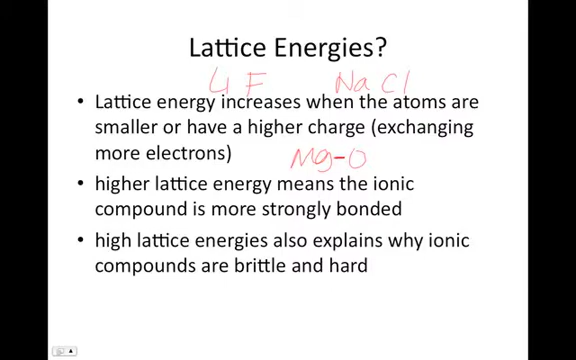 Lattice Energies?
Li F Na Cl
• Lattice energy increases when the atoms are
smaller or have a higher charge (exchanging
more electrons)
Mg-O
• higher lattice energy means the ionic
compound is more strongly bonded
• high lattice energies also explains why ionic
compounds are brittle and hard